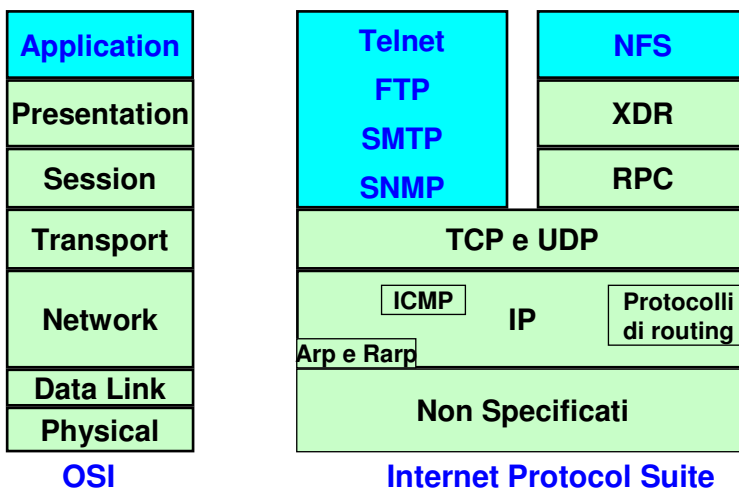 Application
Presentation
Session
Transport
Network
Data Link
Physical
OSI
Telnet
FTP
SMTP
SNMP
NFS
XDR
RPC
TCP e UDP
ICMP
IP
Protocolli
di routing
Arp e Rarp
Non Specificati
Internet Protocol Suite